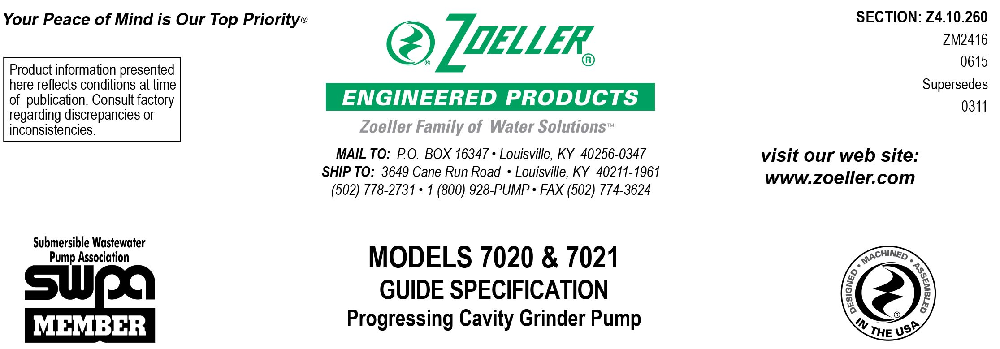 Your Peace of Mind is Our Top Priority®
Product information presented
here reflects conditions at time
of publication. Consult factory
regarding discrepancies or
inconsistencies.
® ZOELLER®
ENGINEERED PRODUCTS
Zoeller Family of Water Solutions™
MAIL TO: P.O. BOX 16347 • Louisville, KY 40256-0347
SHIP TO: 3649 Cane Run Road • Louisville, KY 40211-1961
(502) 778-2731 • 1 (800) 928-PUMP • FAX (502) 774-3624
SECTION: Z4.10.260
ZM2416
0615
Supersedes
0311
visit our web site:
www.zoeller.com
Submersible Wastewater
Pump Association
swpa
MEMBER
MODELS 7020 & 7021
GUIDE SPECIFICATION
Progressing Cavity Grinder Pump
DESIGNED • MACHINED • ASSEMBLED
®
IN THE USA